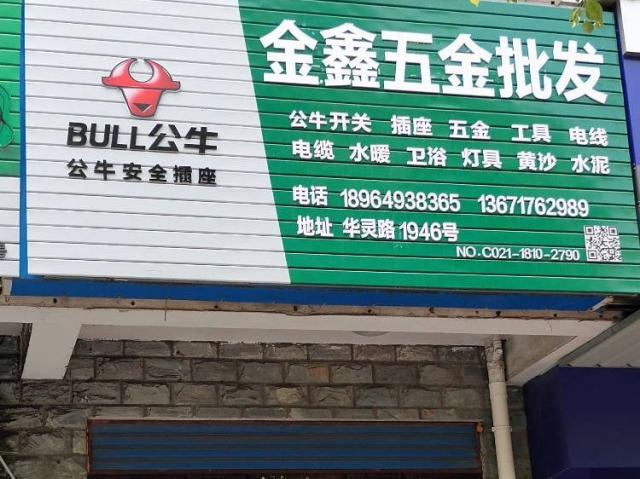 金鑫五金批发
BULL公牛
公牛安全插座
公牛开关 插座 五金 工具 电线
电缆 水暖 卫浴 灯具 黄沙 水泥
电话 18964938365 13671762989
地址 华灵路1946号
NO.C021-1810-2790